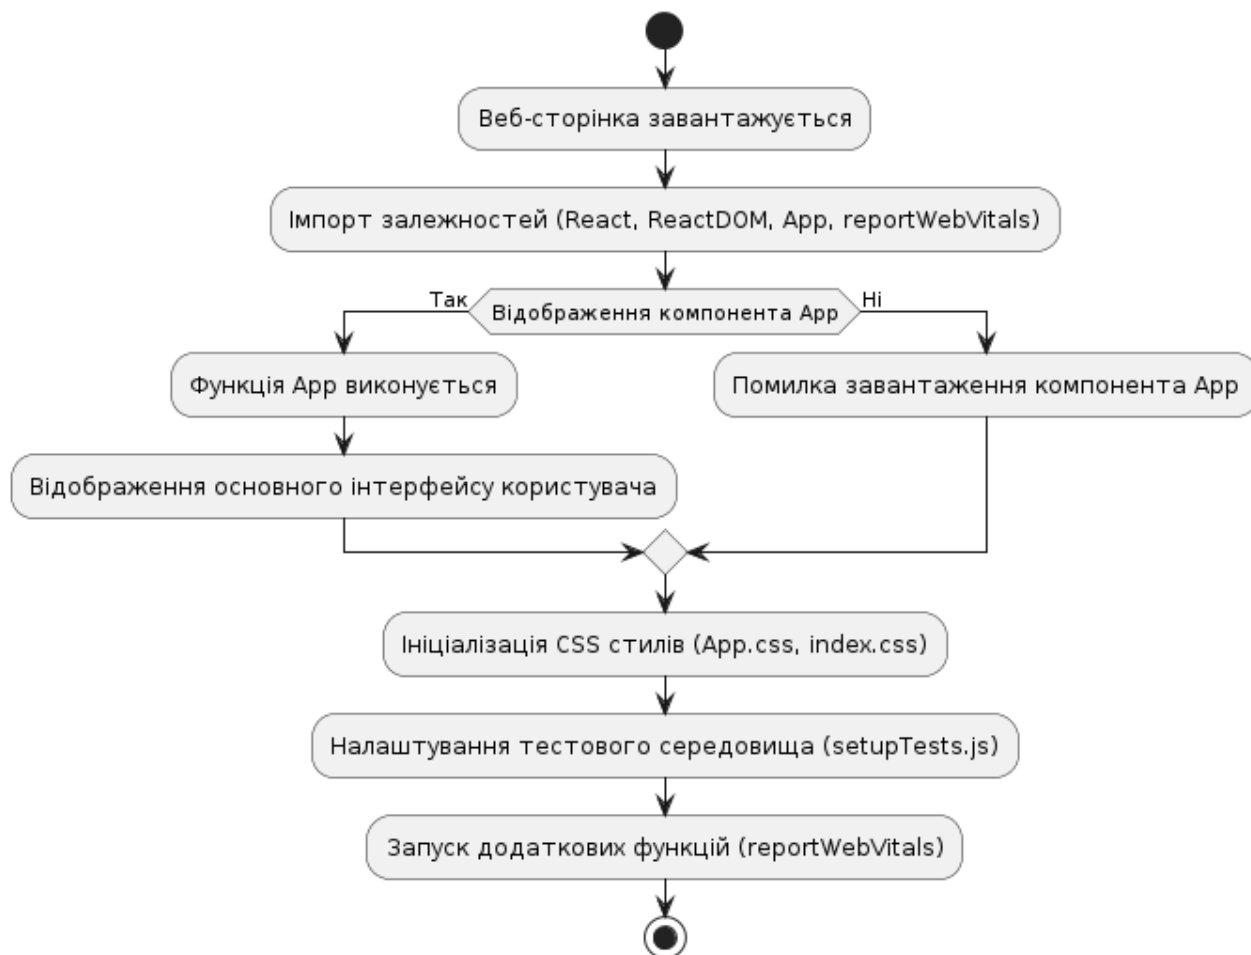 Веб-сторінка завантажується
Імпорт залежностей (React, ReactDOM, App, reportWebVitals)
Так
Відображення компонента App
Ні
Функція App виконується
Помилка завантаження компонента App
Відображення основного інтерфейсу користувача
Ініціалізація CSS стилів (App.css, index.css)
Налаштування тестового середовища (setupTests.js)
Запуск додаткових функцій (reportWebVitals)